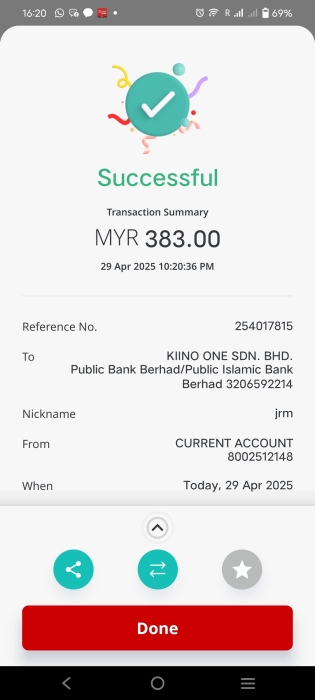 16:20
R
69%
Successful
Transaction Summary
MYR 383.00
29 Apr 2025 10:20:36 PM
Reference No.
254017815
To
KIINO ONE SDN. BHD.
Public Bank Berhad/Public Islamic Bank
Berhad 3206592214
Nickname
jrm
From
CURRENT ACCOUNT
8002512148
When
Today, 29 Apr 2025
Done